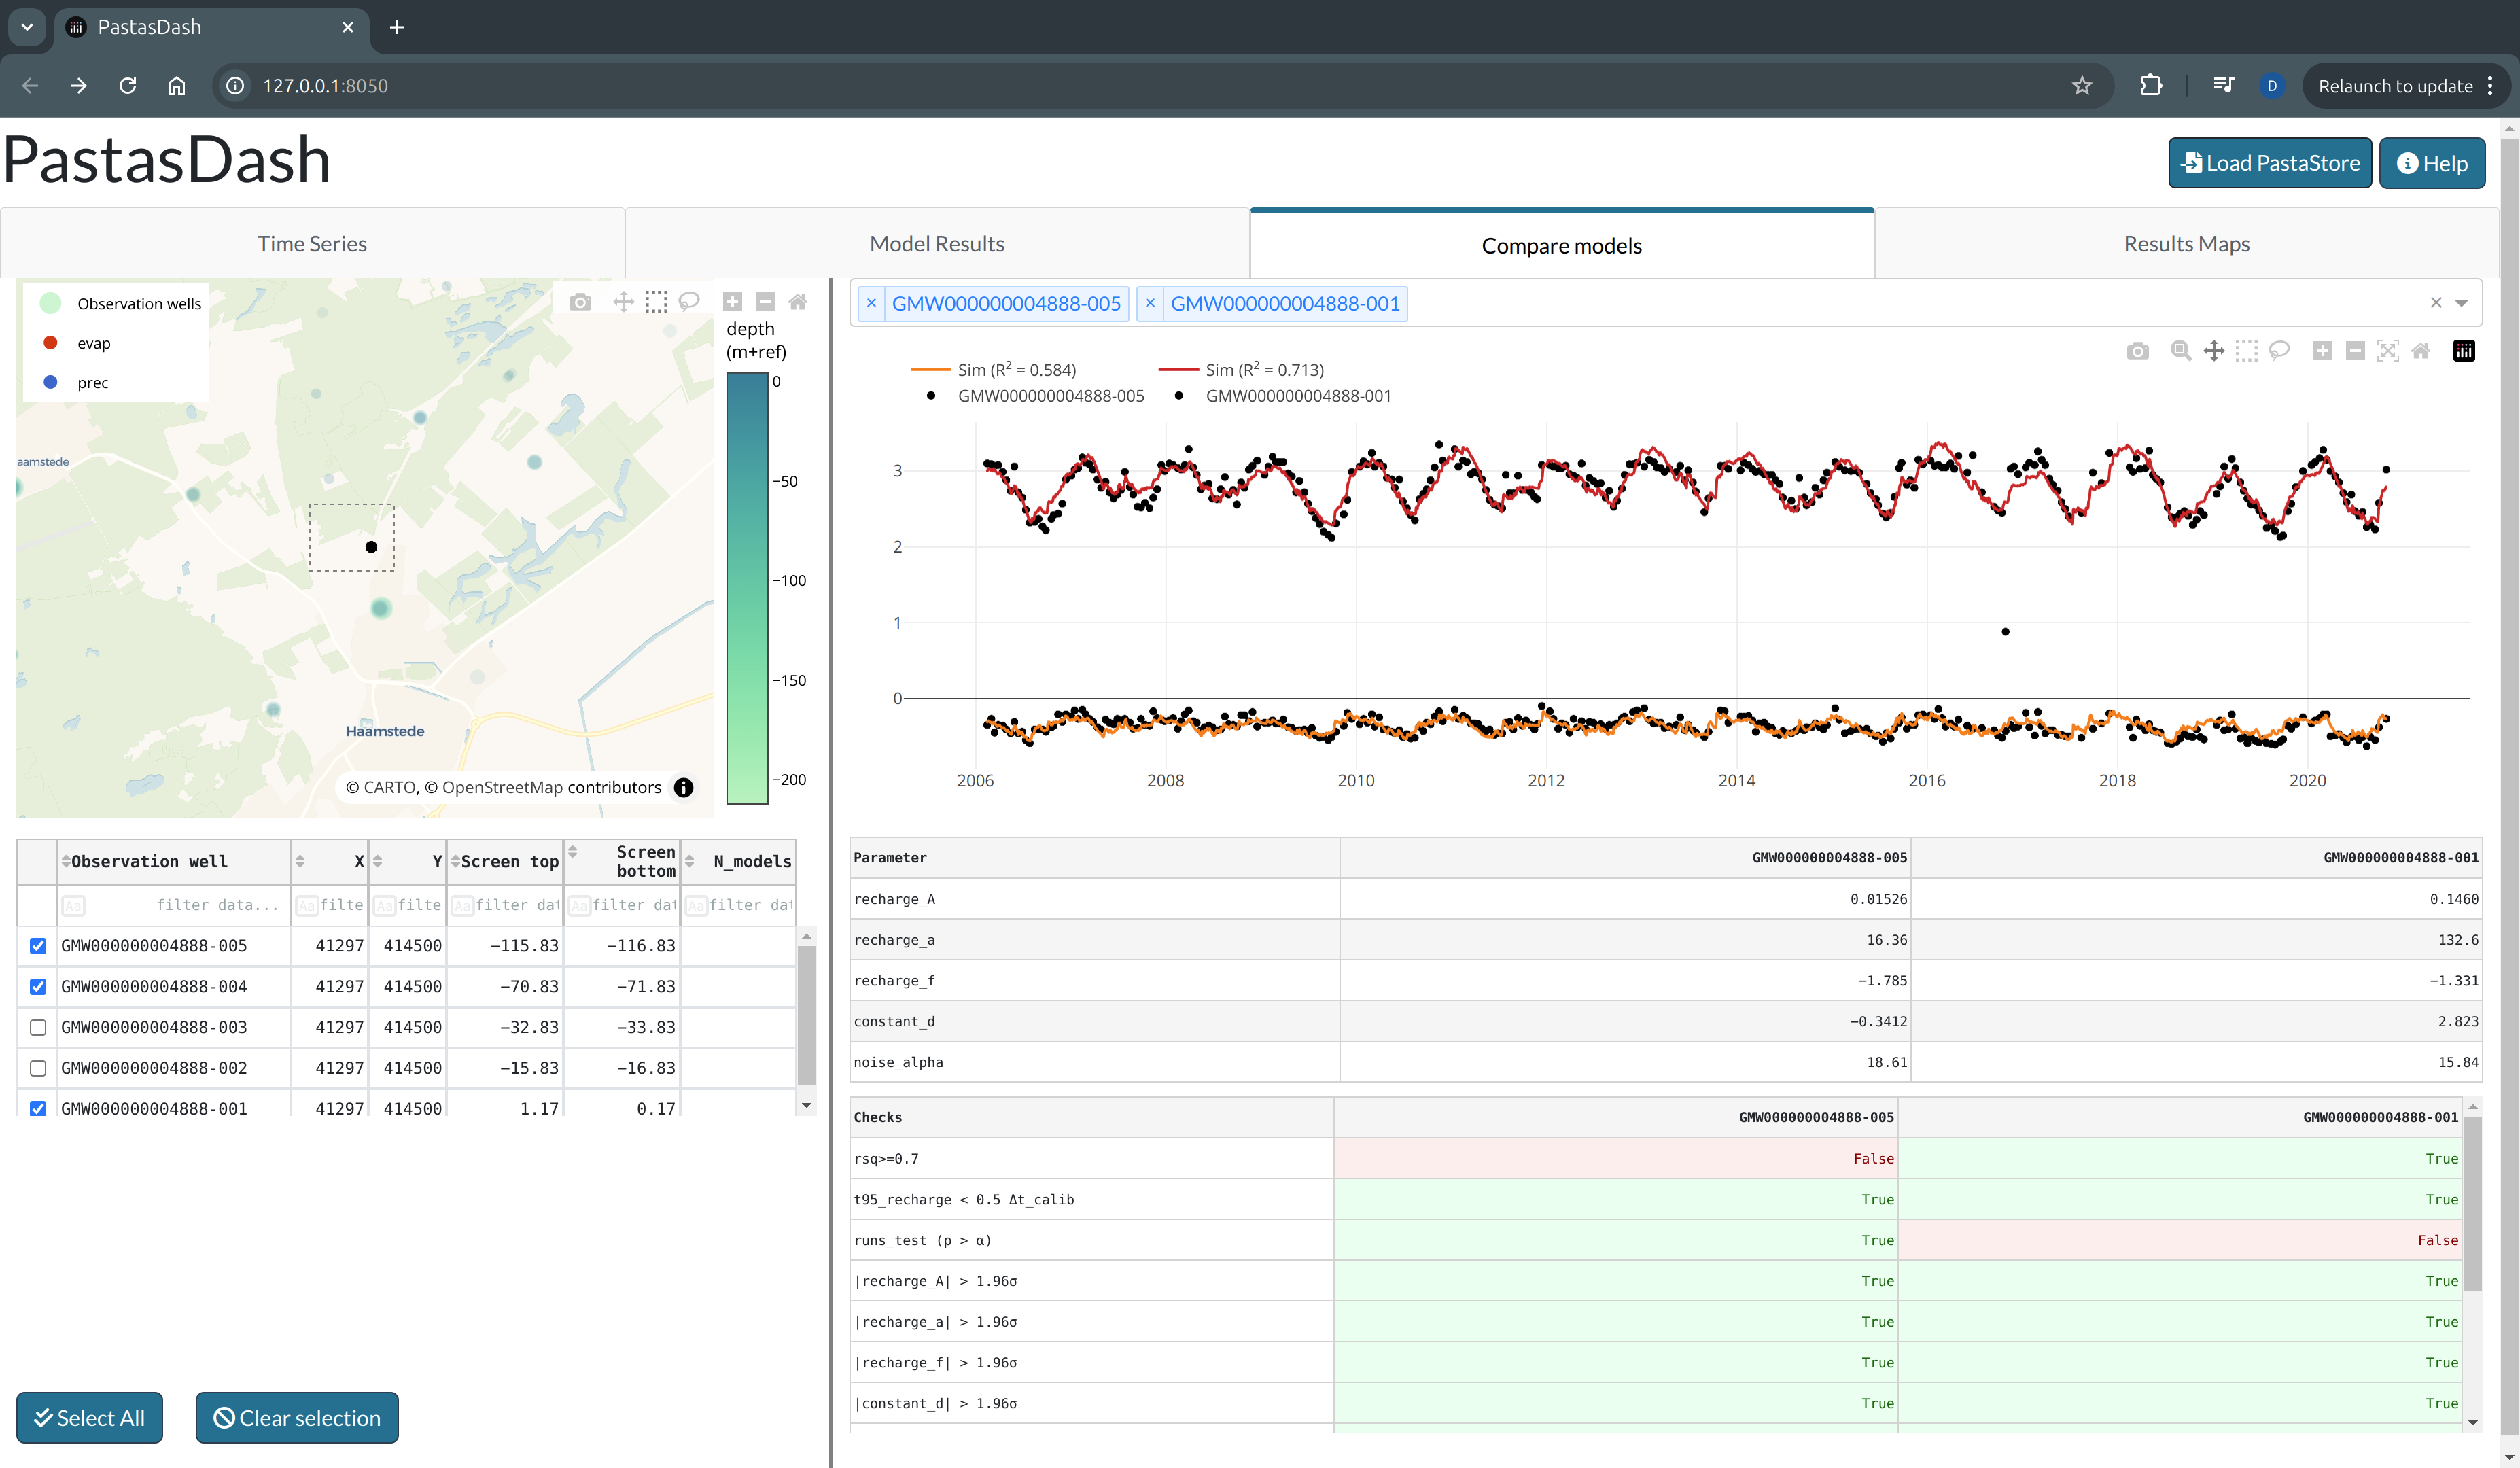 PastasDash
127.0.0.1:8050
D
Relaunch to update
PastasDash
Load PastaStore
Help
Time Series
Model Results
Compare models
Results Maps
Observation wells
evap
prec
aamstede
Haamstede
© CARTO, © OpenStreetMap contributors
depth
(m+ref)
0
−50
−100
−150
−200
× GMW000000004888-005 × GMW000000004888-001
Sim (R² = 0.584) Sim (R² = 0.713)
GMW000000004888-005 GMW000000004888-001
3
2
1
0
2006 2008 2010 2012 2014 2016 2018 2020
Observation well X Y Screen top Screen bottom N_models
Aa filter data... Aa filte Aa filte Aa filter dat Aa filter dat Aa filter dat
GMW000000004888-005 41297 414500 −115.83 −116.83
GMW000000004888-004 41297 414500 −70.83 −71.83
GMW000000004888-003 41297 414500 −32.83 −33.83
GMW000000004888-002 41297 414500 −15.83 −16.83
GMW000000004888-001 41297 414500 1.17 0.17
Select All
Clear selection
Parameter GMW000000004888-005 GMW000000004888-001
recharge_A 0.01526 0.1460
recharge_a 16.36 132.6
recharge_f −1.785 −1.331
constant_d −0.3412 2.823
noise_alpha 18.61 15.84
Checks GMW000000004888-005 GMW000000004888-001
rsq>=0.7 False True
t95_recharge < 0.5 Δt_calib True True
runs_test (p > α) True False
|recharge_A| > 1.96σ True True
|recharge_a| > 1.96σ True True
|recharge_f| > 1.96σ True True
|constant_d| > 1.96σ True True